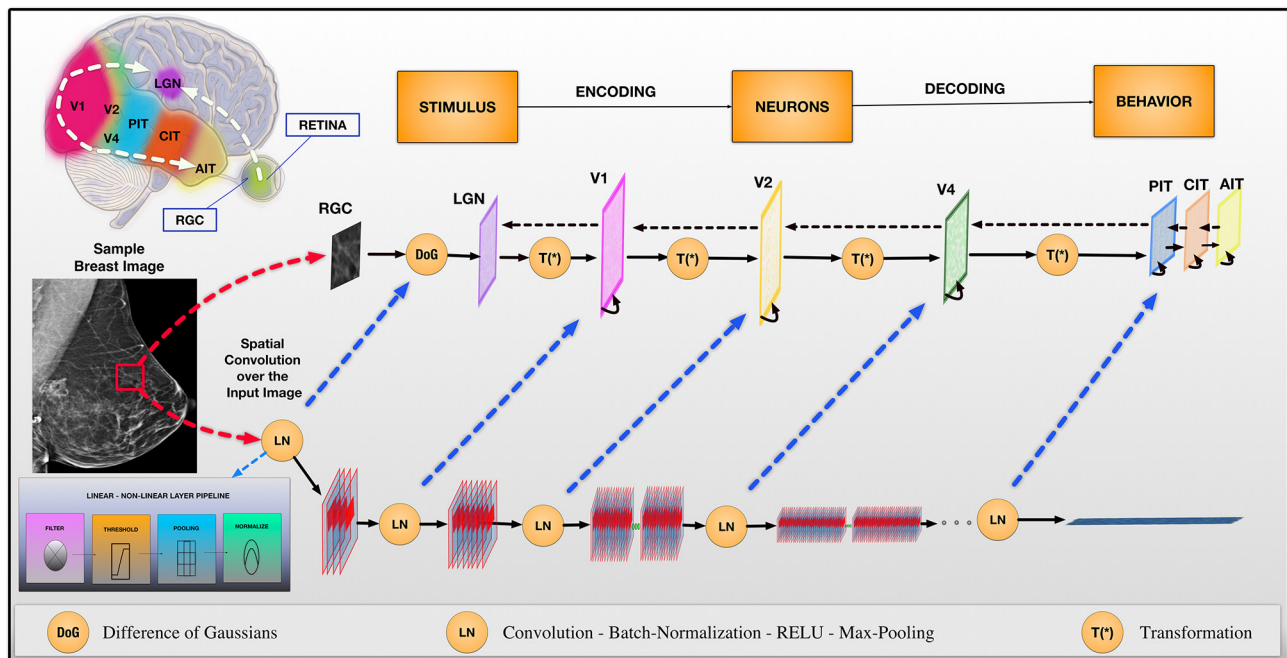 LGN
V1
V2
PIT
CIT
V4
AIT
RETINA
RGC
STIMULUS
ENCODING
NEURONS
DECODING
BEHAVIOR
Sample
Breast Image
RGC
LGN
V1
V2
V4
PIT
CIT
AIT
DoG
T(*)
T(*)
T(*)
T(*)
Spatial
Convolution
over the
Input Image
LN
LN
LN
LN
LN
LINEAR - NON-LINEAR LAYER PIPELINE
FILTER
THRESHOLD
POOLING
NORMALIZE
DoG
Difference of Gaussians
LN
Convolution - Batch-Normalization - RELU - Max-Pooling
T(*)
Transformation